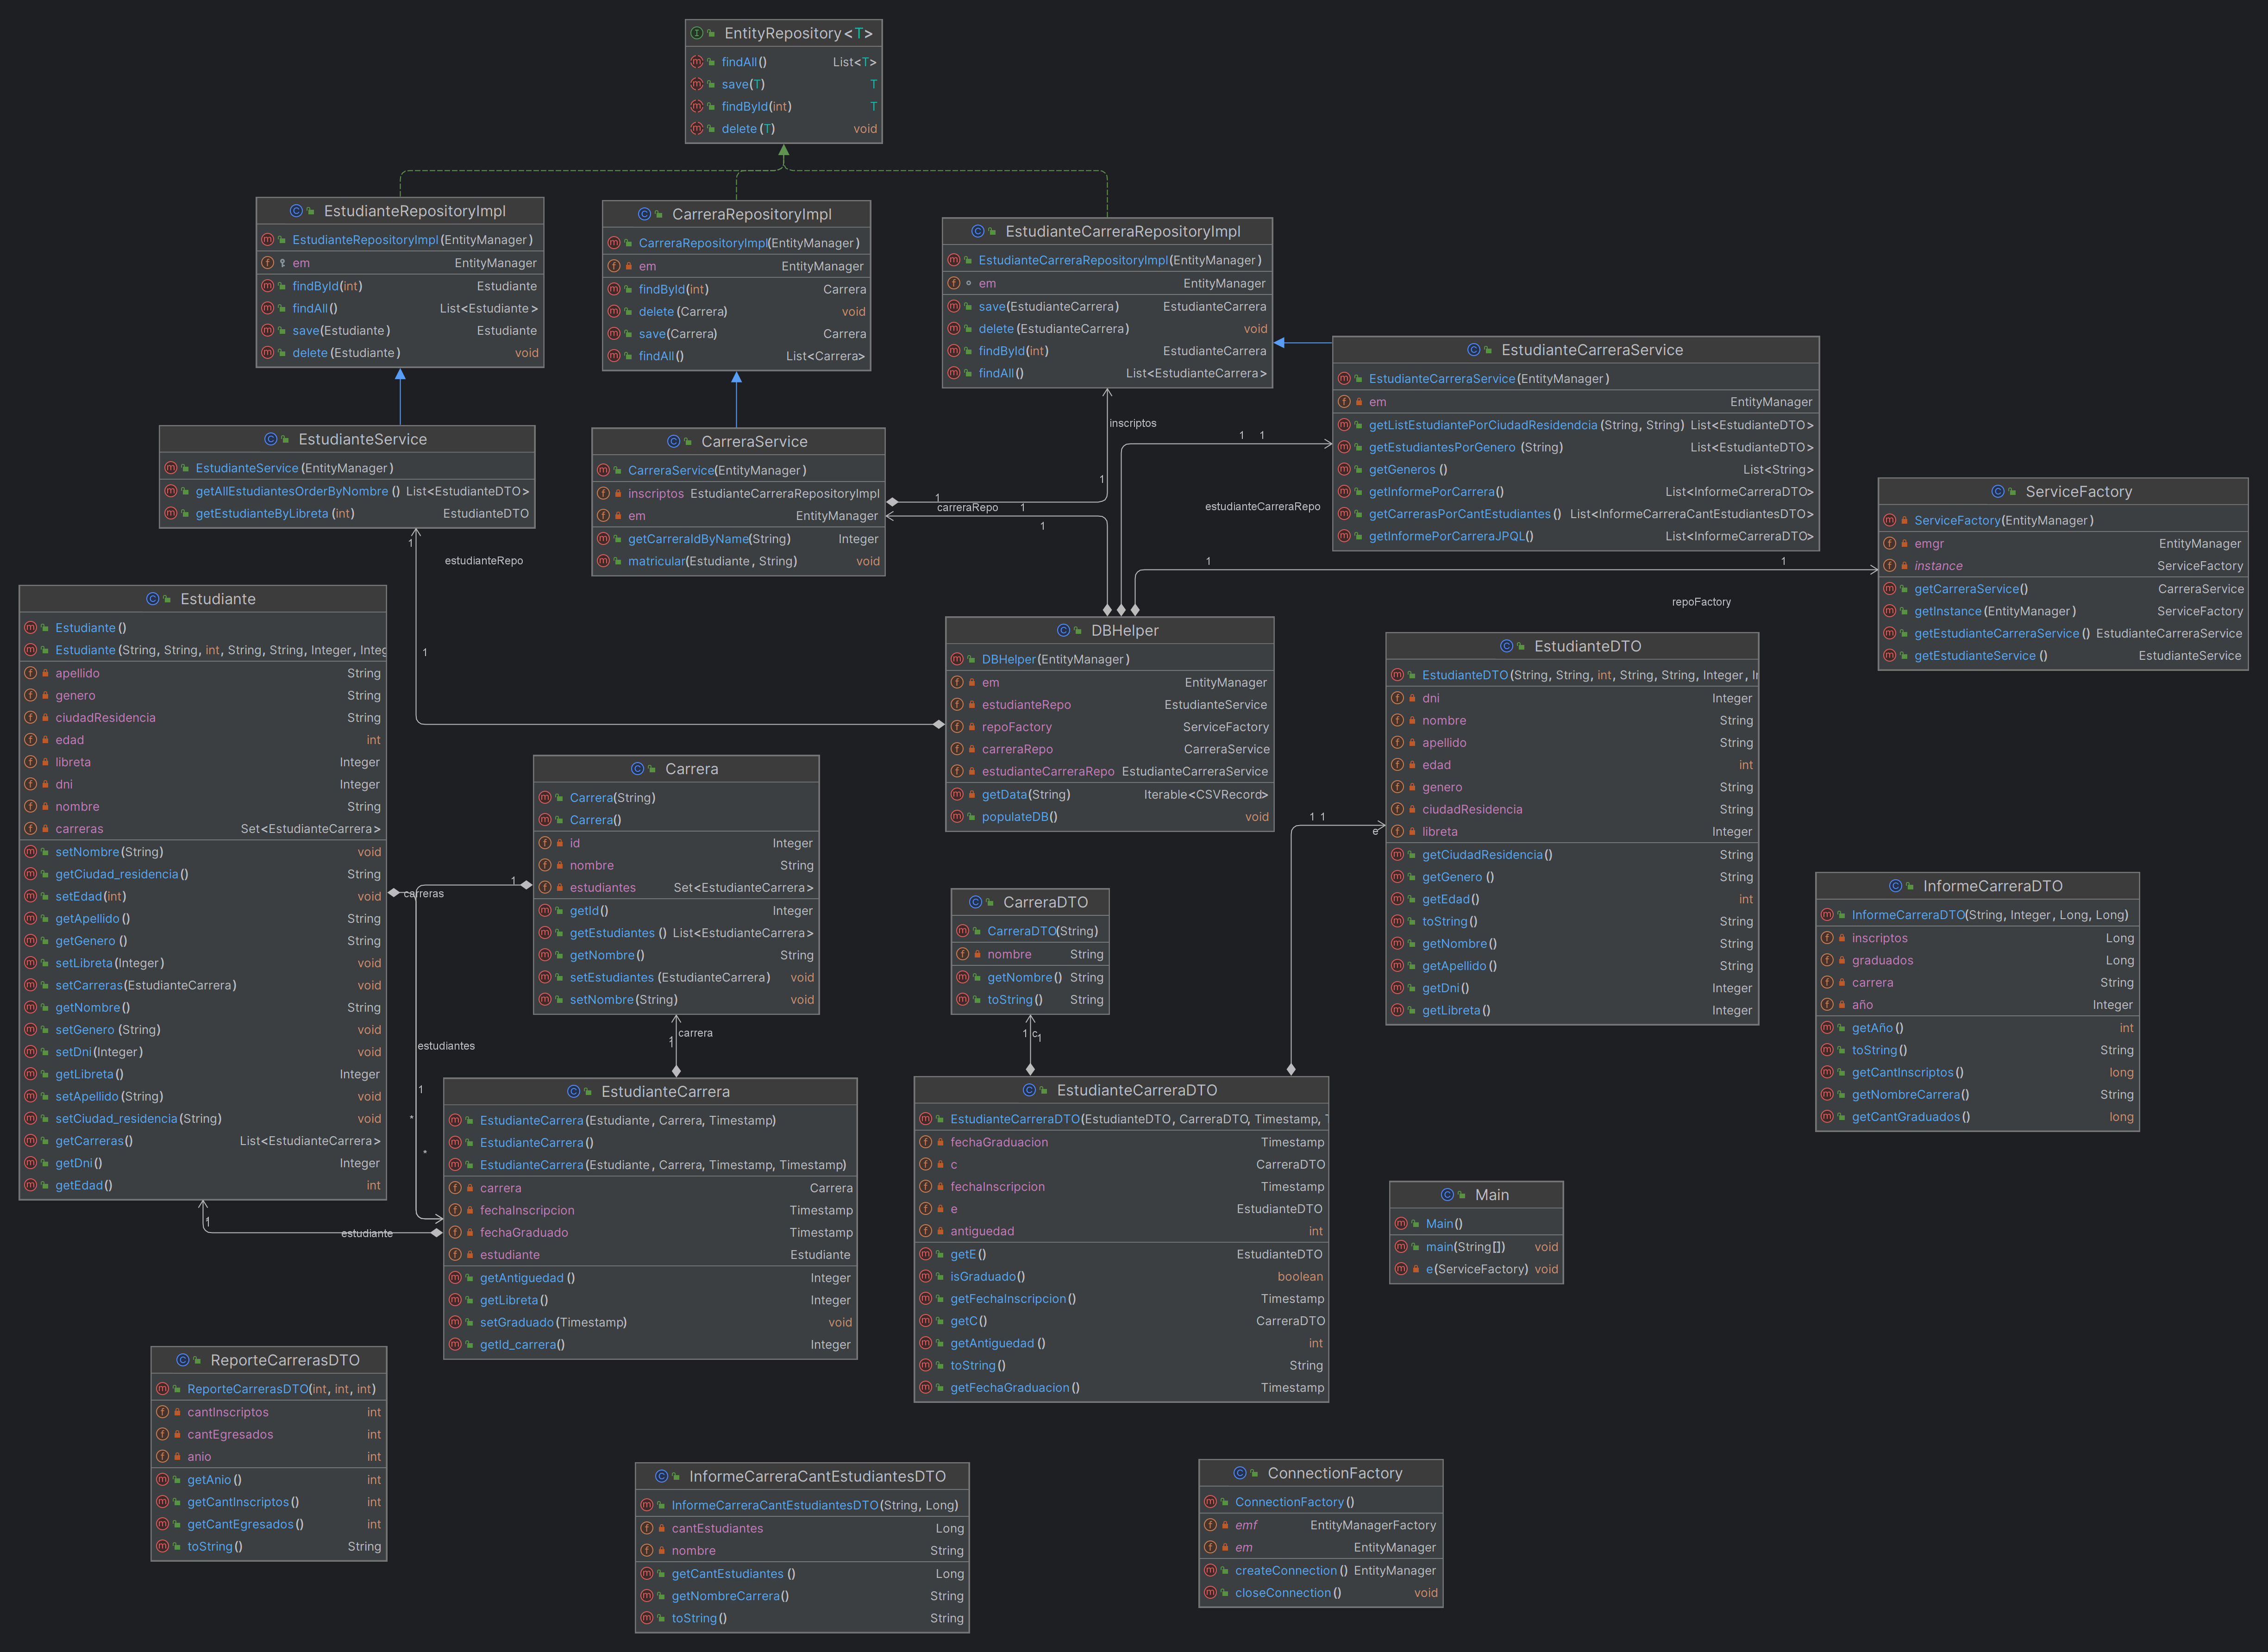 EntityRepository<T>
findAll() List<T>
save(T) T
findById(int) T
delete(T) void
EstudianteRepositoryImpl
EstudianteRepositoryImpl(EntityManager)
em EntityManager
findById(int) Estudiante
findAll() List<Estudiante>
save(Estudiante) Estudiante
delete(Estudiante) void
CarreraRepositoryImpl
CarreraRepositoryImpl(EntityManager)
em EntityManager
findById(int) Carrera
delete(Carrera) void
save(Carrera) Carrera
findAll() List<Carrera>
EstudianteCarreraRepositoryImpl
EstudianteCarreraRepositoryImpl(EntityManager)
em EntityManager
save(EstudianteCarrera) EstudianteCarrera
delete(EstudianteCarrera) void
findById(int) EstudianteCarrera
findAll() List<EstudianteCarrera>
EstudianteCarreraService
EstudianteCarreraService(EntityManager)
em EntityManager
getListEstudiantePorCiudadResidendcia(String, String) List<EstudianteDTO>
getEstudiantesPorGenero(String) List<EstudianteDTO>
getGeneros() List<String>
getInformePorCarrera() List<InformeCarreraDTO>
getCarrerasPorCantEstudiantes() List<InformeCarreraCantEstudiantesDTO>
getInformePorCarreraJPQL() List<InformeCarreraDTO>
EstudianteService
EstudianteService(EntityManager)
getAllEstudiantesOrderByNombre() List<EstudianteDTO>
getEstudianteByLibreta(int) EstudianteDTO
CarreraService
CarreraService(EntityManager)
inscriptos EstudianteCarreraRepositoryImpl
em EntityManager
getCarreraIdByName(String) Integer
matricular(Estudiante, String) void
ServiceFactory
ServiceFactory(EntityManager)
emgr EntityManager
instance ServiceFactory
getCarreraService() CarreraService
getInstance(EntityManager) ServiceFactory
getEstudianteCarreraService() EstudianteCarreraService
getEstudianteService() EstudianteService
inscriptos
1
1
carreraRepo
1
1
1 1
estudianteCarreraRepo
1
1
repoFactory
1
estudianteRepo
1
Estudiante
Estudiante()
Estudiante(String, String, int, String, String, Integer, Integ
apellido String
genero String
ciudadResidencia String
edad int
libreta Integer
dni Integer
nombre String
carreras Set<EstudianteCarrera>
setNombre(String) void
getCiudad_residencia() String
setEdad(int) void
getApellido() String
getGenero() String
setLibreta(Integer) void
setCarreras(EstudianteCarrera) void
getNombre() String
setGenero(String) void
setDni(Integer) void
getLibreta() Integer
setApellido(String) void
setCiudad_residencia(String) void
getCarreras() List<EstudianteCarrera>
getDni() Integer
getEdad() int
DBHelper
DBHelper(EntityManager)
em EntityManager
estudianteRepo EstudianteService
repoFactory ServiceFactory
carreraRepo CarreraService
estudianteCarreraRepo EstudianteCarreraService
getData(String) Iterable<CSVRecord>
populateDB() void
EstudianteDTO
EstudianteDTO(String, String, int, String, String, Integer, I
dni Integer
nombre String
apellido String
edad int
genero String
ciudadResidencia String
libreta Integer
getCiudadResidencia() String
getGenero() String
getEdad() int
toString() String
getNombre() String
getApellido() String
getDni() Integer
getLibreta() Integer
Carrera
Carrera(String)
Carrera()
id Integer
nombre String
estudiantes Set<EstudianteCarrera>
getId() Integer
getEstudiantes() List<EstudianteCarrera>
getNombre() String
setEstudiantes(EstudianteCarrera) void
setNombre(String) void
carreras
1
estudiantes
1
*
*
1
carrera
1
1
estudiante
1 1
e
1 c
1
CarreraDTO
CarreraDTO(String)
nombre String
getNombre() String
toString() String
InformeCarreraDTO
InformeCarreraDTO(String, Integer, Long, Long)
inscriptos Long
graduados Long
carrera String
año Integer
getAño() int
toString() String
getCantInscriptos() long
getNombreCarrera() String
getCantGraduados() long
EstudianteCarrera
EstudianteCarrera(Estudiante, Carrera, Timestamp)
EstudianteCarrera()
EstudianteCarrera(Estudiante, Carrera, Timestamp, Timestamp)
carrera Carrera
fechaInscripcion Timestamp
fechaGraduado Timestamp
estudiante Estudiante
getAntiguedad() Integer
getLibreta() Integer
setGraduado(Timestamp) void
getId_carrera() Integer
EstudianteCarreraDTO
EstudianteCarreraDTO(EstudianteDTO, CarreraDTO, Timestamp, T
fechaGraduacion Timestamp
c CarreraDTO
fechaInscripcion Timestamp
e EstudianteDTO
antiguedad int
getE() EstudianteDTO
isGraduado() boolean
getFechaInscripcion() Timestamp
getC() CarreraDTO
getAntiguedad() int
toString() String
getFechaGraduacion() Timestamp
Main
Main()
main(String[]) void
e(ServiceFactory) void
ReporteCarrerasDTO
ReporteCarrerasDTO(int, int, int)
cantInscriptos int
cantEgresados int
anio int
getAnio() int
getCantInscriptos() int
getCantEgresados() int
toString() String
InformeCarreraCantEstudiantesDTO
InformeCarreraCantEstudiantesDTO(String, Long)
cantEstudiantes Long
nombre String
getCantEstudiantes() Long
getNombreCarrera() String
toString() String
ConnectionFactory
ConnectionFactory()
emf EntityManagerFactory
em EntityManager
createConnection() EntityManager
closeConnection() void